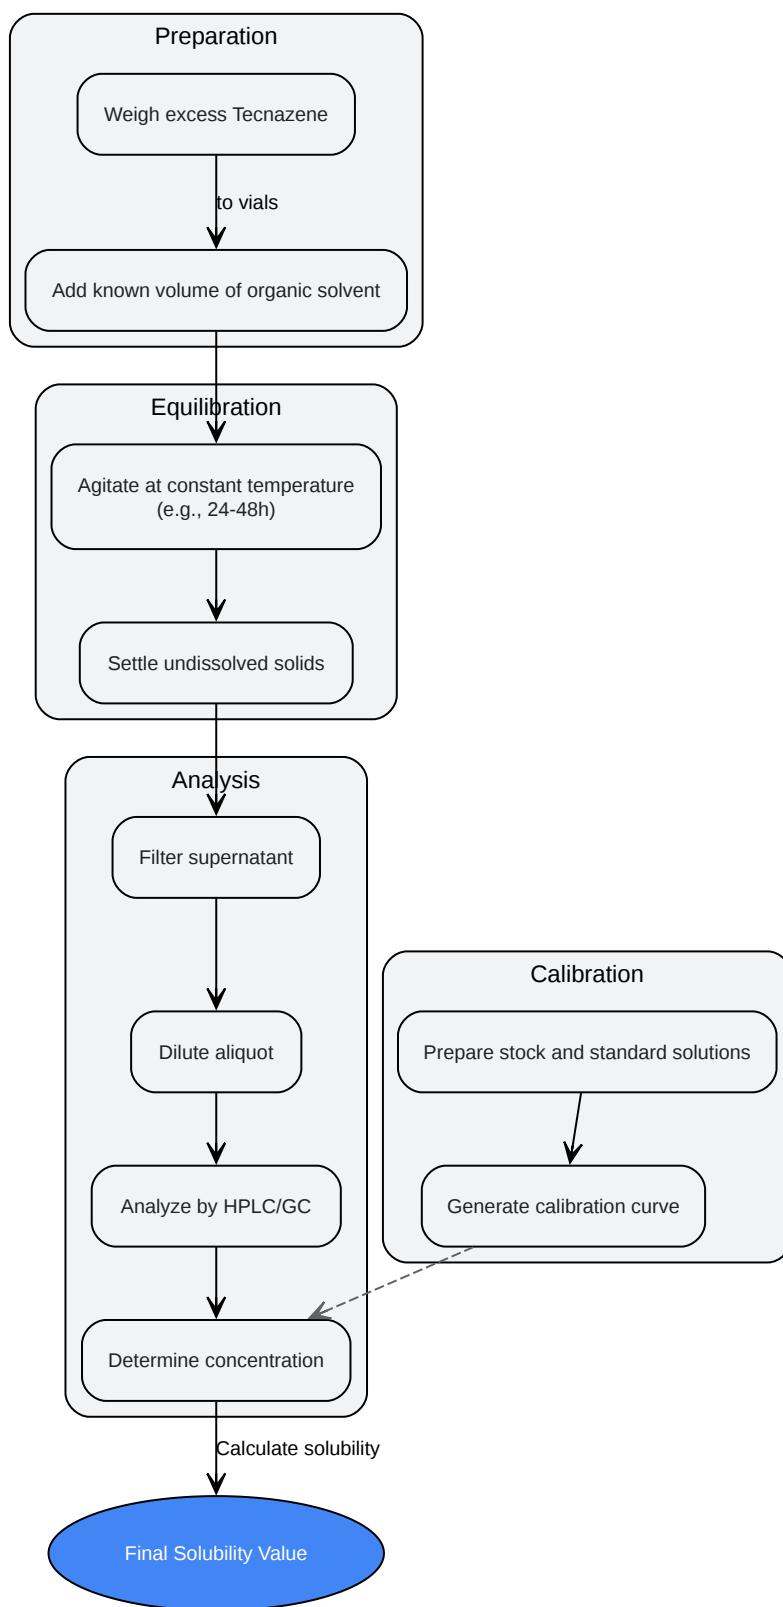 Preparation
Weigh excess Tecnazene
to vials
Add known volume of organic solvent
Equilibration
Agitate at constant temperature
(e.g., 24-48h)
Settle undissolved solids
Analysis
Filter supernatant
Dilute aliquot
Analyze by HPLC/GC
Determine concentration
Calibration
Prepare stock and standard solutions
Generate calibration curve
Calculate solubility
Final Solubility Value